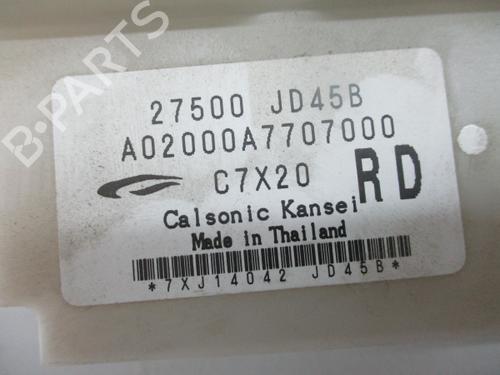 B-PARTS
27500 JD45B
A02000A7707000
C7X20 RD
Calsonic Kansei
Made in Thailand
*7XJ14042 JD45B*